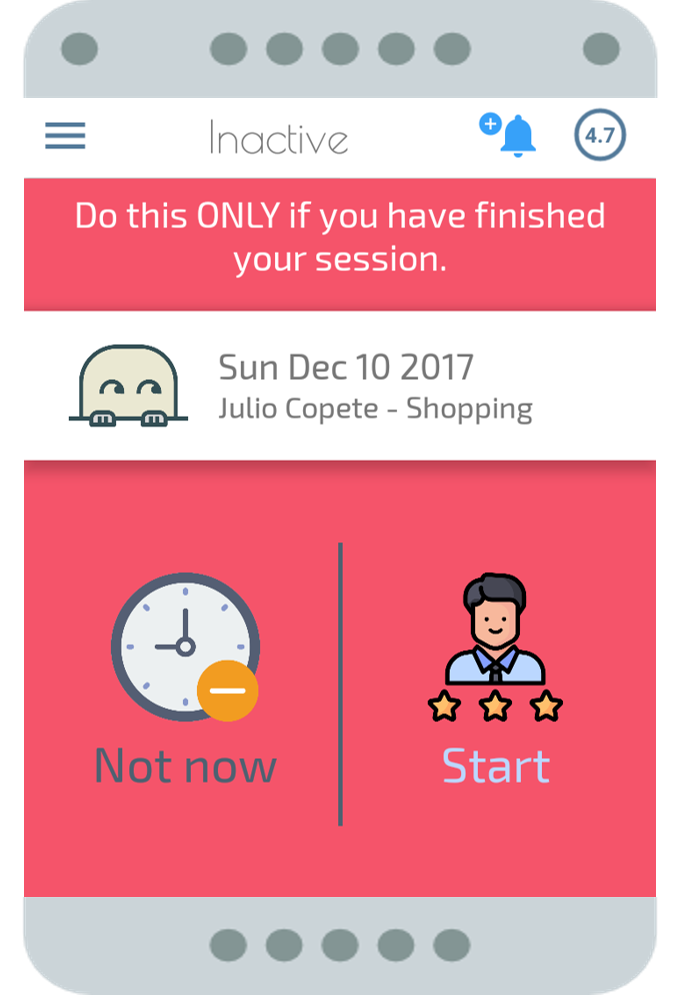 Inactive
4.7
Do this ONLY if you have finished
your session.
Sun Dec 10 2017
Julio Copete - Shopping
Not now
Start